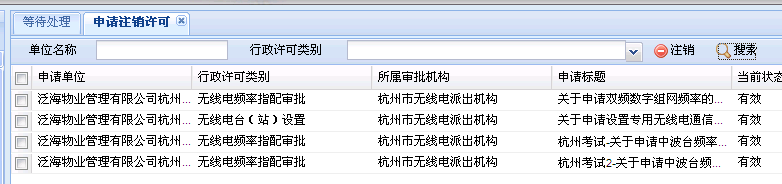 等待处理 申请注销许可
单位名称 行政许可类别 注销 搜索
申请单位 行政许可类别 所属审批机构 申请标题 当前状态
泛海物业管理有限公司杭州... 无线电频率指配审批 杭州市无线电派出机构 关于申请双频数字组网频率的... 有效
泛海物业管理有限公司杭州... 无线电台（站）设置 杭州市无线电派出机构 关于申请设置专用无线电通信... 有效
泛海物业管理有限公司杭州... 无线电频率指配审批 杭州市无线电派出机构 杭州考试-关于申请中波台频率... 有效
泛海物业管理有限公司杭州... 无线电频率指配审批 杭州市无线电派出机构 杭州考试2-关于申请中波台频... 有效